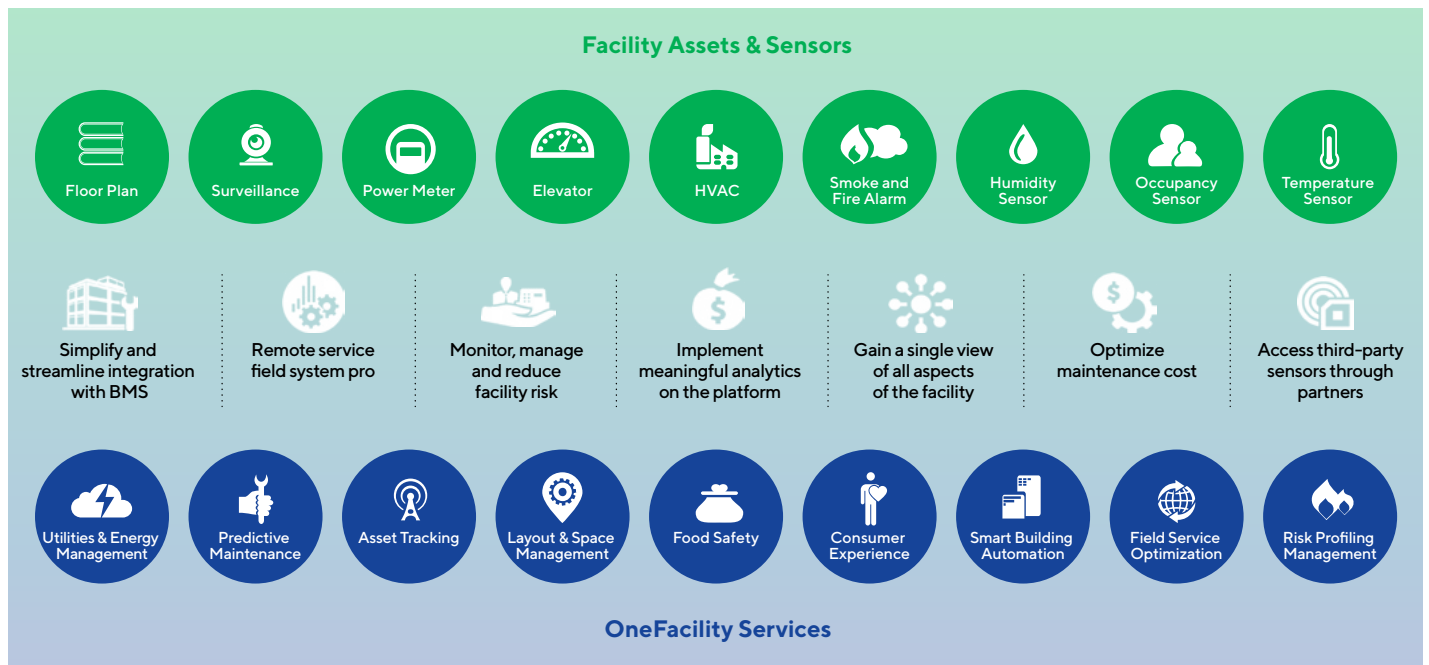 Facility Assets & Sensors
Floor Plan
Surveillance
Power Meter
Elevator
HVAC
Smoke and
Fire Alarm
Humidity
Sensor
Occupancy
Sensor
Temperature
Sensor
Simplify and
streamline integration
with BMS
Remote service
field system pro
Monitor, manage
and reduce
facility risk
Implement
meaningful analytics
on the platform
Gain a single view
of all aspects
of the facility
Optimize
maintenance cost
Access third-party
sensors through
partners
Utilities & Energy
Management
Predictive
Maintenance
Asset Tracking
Layout & Space
Management
Food Safety
Consumer
Experience
Smart Building
Automation
Field Service
Optimization
Risk Profiling
Management
OneFacility Services